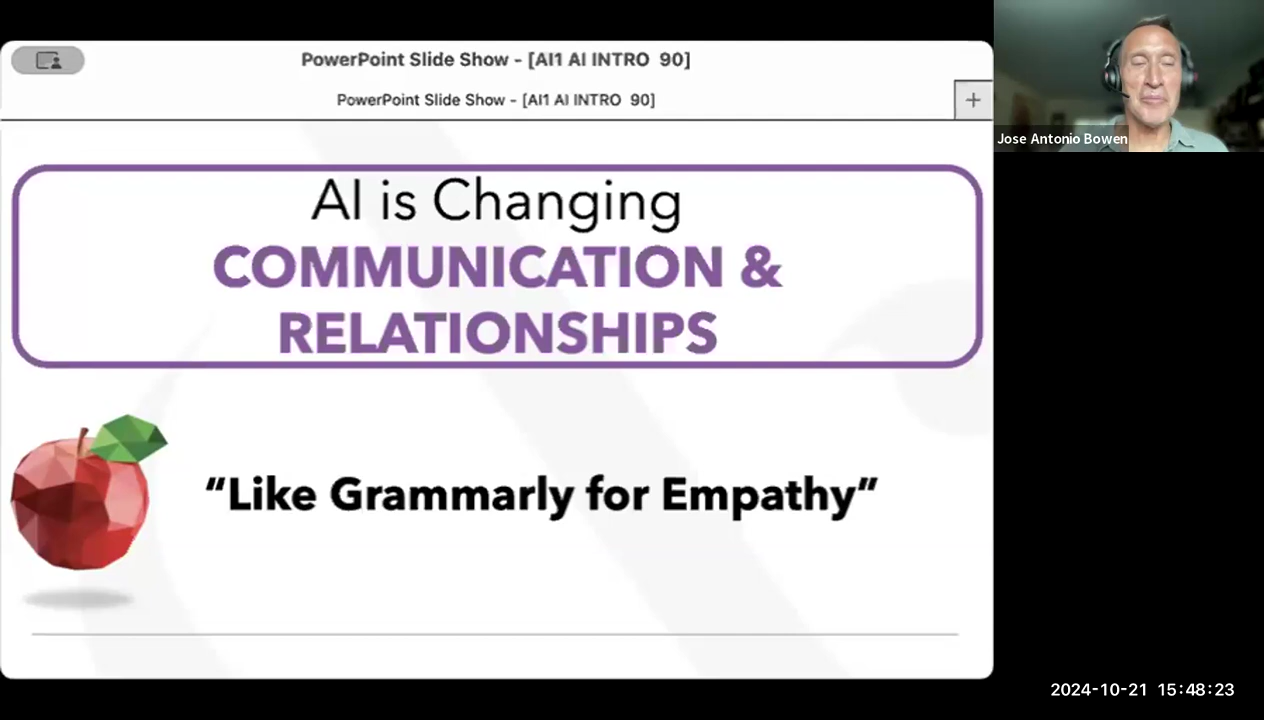 PowerPoint Slide Show - [AI1 AI INTRO  90]
PowerPoint Slide Show - [AI1 AI INTRO  90]
+
Jose Antonio Bowen
AI is Changing
COMMUNICATION &
RELATIONSHIPS
“Like Grammarly for Empathy”
2024-10-21 15:48:23